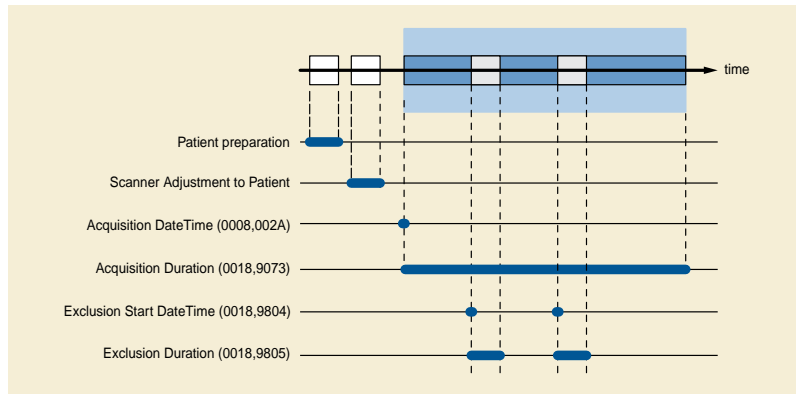 time
Patient preparation
Scanner Adjustment to Patient
Acquisition DateTime (0008,002A)
Acquisition Duration (0018,9073)
Exclusion Start DateTime (0018,9804)
Exclusion Duration (0018,9805)